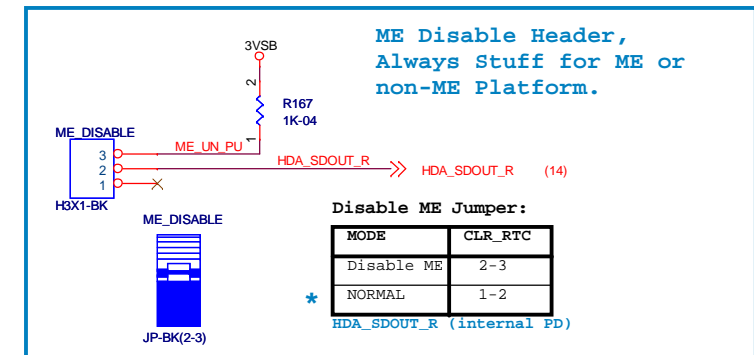 ME Disable Header,
Always Stuff for ME or
non-ME Platform.
3VSB
2
R167
1K-04
1
ME_DISABLE
3
ME_UN_PU
2
HDA_SDOUT_R
HDA_SDOUT_R (14)
1
H3X1-BK
ME_DISABLE
JP-BK(2-3)
Disable ME Jumper:
MODE CLR_RTC
Disable ME 2-3
* NORMAL 1-2
HDA_SDOUT_R (internal PD)